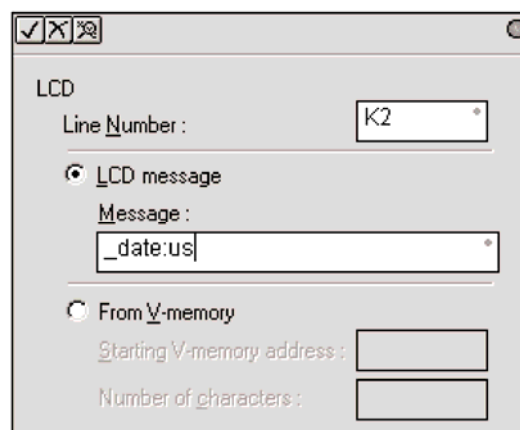 LCD
Line Number : K2
LCD message
Message :
_date:us
From V-memory
Starting V-memory address :
Number of characters :